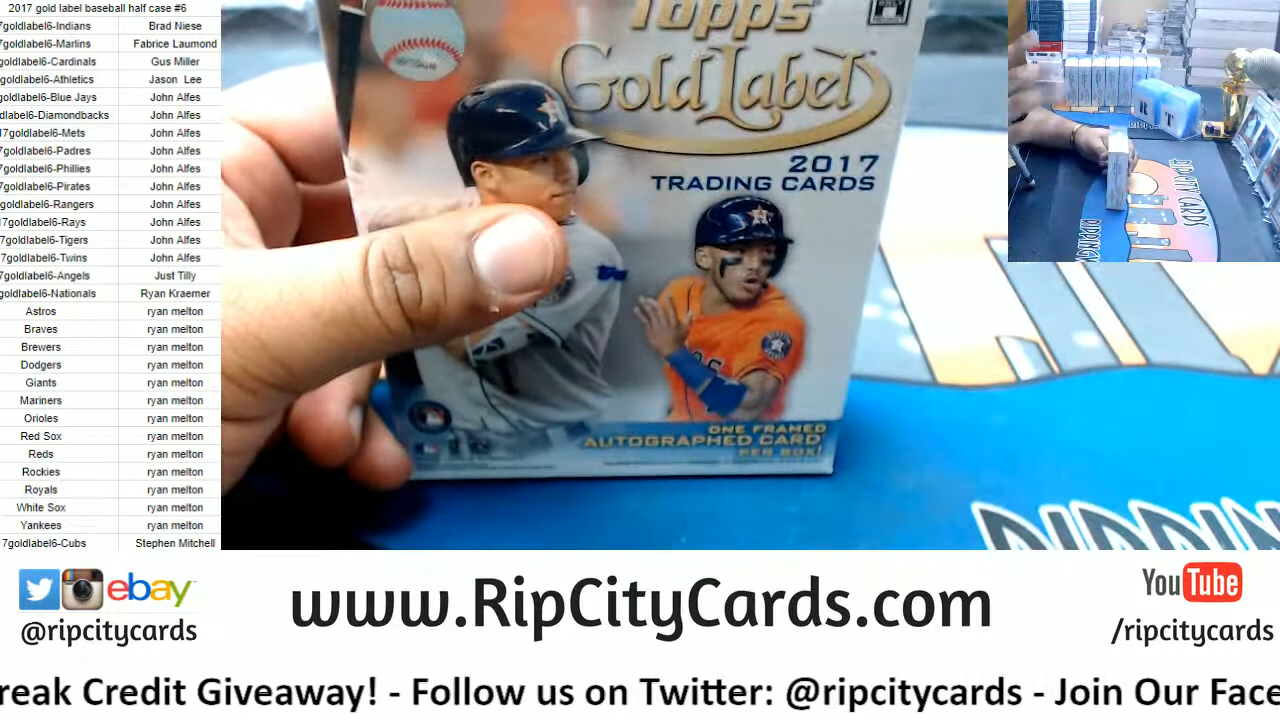 2017 gold label baseball half case #6
7goldlabel6-Indians Brad Niese
7goldlabel6-Marlins Fabrice Laumond
goldlabel6-Cardinals Gus Miller
goldlabel6-Athletics Jason Lee
goldlabel6-Blue Jays John Alfes
dlabel6-Diamondbacks John Alfes
17goldlabel6-Mets John Alfes
7goldlabel6-Padres John Alfes
7goldlabel6-Phillies John Alfes
7goldlabel6-Pirates John Alfes
goldlabel6-Rangers John Alfes
17goldlabel6-Rays John Alfes
7goldlabel6-Tigers John Alfes
7goldlabel6-Twins John Alfes
7goldlabel6-Angels Just Tilly
goldlabel6-Nationals Ryan Kraemer
Astros ryan melton
Braves ryan melton
Brewers ryan melton
Dodgers ryan melton
Giants ryan melton
Mariners ryan melton
Orioles ryan melton
Red Sox ryan melton
Reds ryan melton
Rockies ryan melton
Royals ryan melton
White Sox ryan melton
Yankees ryan melton
7goldlabel6-Cubs Stephen Mitchell
Topps
Gold Label
2017
TRADING CARDS
ONE FRAMED
AUTOGRAPHED CARD
PER BOX!
RIP CITY CARDS
ebay
@ripcitycards
www.RipCityCards.com
YouTube
/ripcitycards
reak Credit Giveaway! - Follow us on Twitter: @ripcitycards - Join Our Face